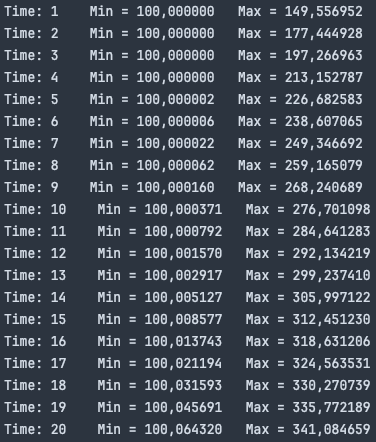 Time: 1    Min = 100,000000   Max = 149,556952
Time: 2    Min = 100,000000   Max = 177,444928
Time: 3    Min = 100,000000   Max = 197,266963
Time: 4    Min = 100,000000   Max = 213,152787
Time: 5    Min = 100,000002   Max = 226,682583
Time: 6    Min = 100,000006   Max = 238,607065
Time: 7    Min = 100,000022   Max = 249,346692
Time: 8    Min = 100,000062   Max = 259,165079
Time: 9    Min = 100,000160   Max = 268,240689
Time: 10    Min = 100,000371   Max = 276,701098
Time: 11    Min = 100,000792   Max = 284,641283
Time: 12    Min = 100,001570   Max = 292,134219
Time: 13    Min = 100,002917   Max = 299,237410
Time: 14    Min = 100,005127   Max = 305,997122
Time: 15    Min = 100,008577   Max = 312,451230
Time: 16    Min = 100,013743   Max = 318,631206
Time: 17    Min = 100,021194   Max = 324,563531
Time: 18    Min = 100,031593   Max = 330,270739
Time: 19    Min = 100,045691   Max = 335,772189
Time: 20    Min = 100,064320   Max = 341,084659